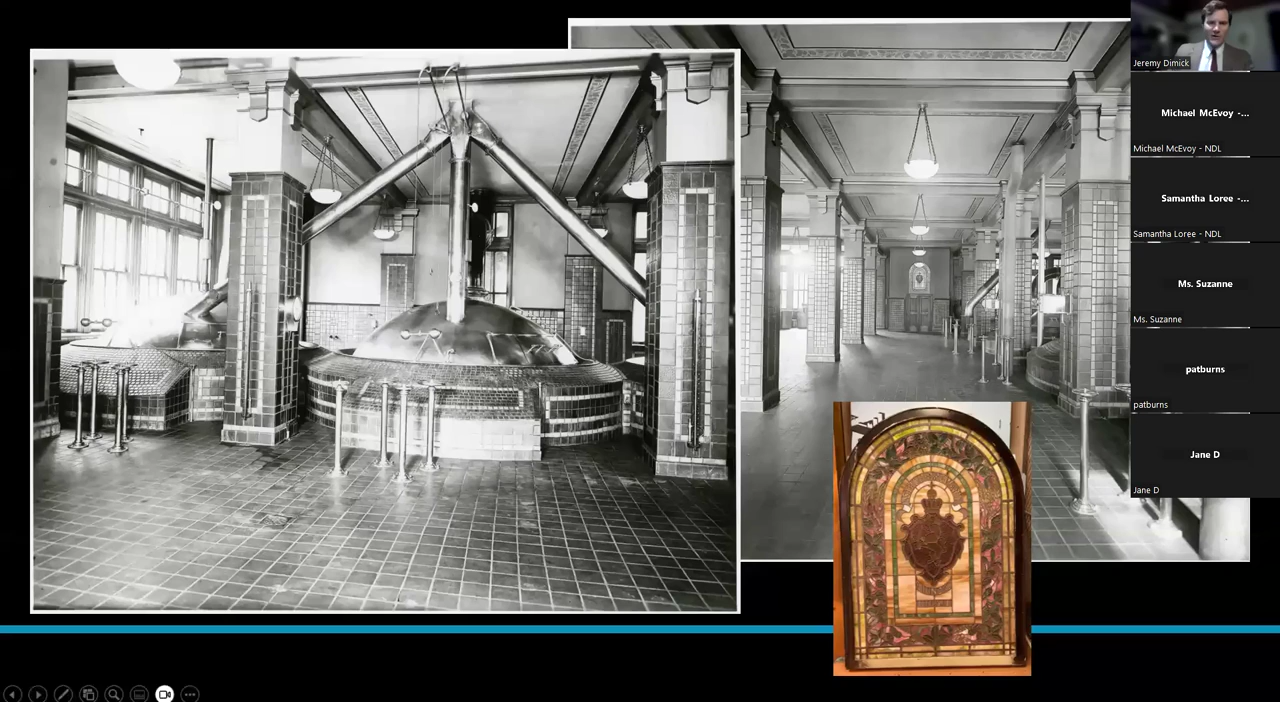 Jeremy Dimick
Michael McEvoy -...
Michael McEvoy - NDL
Samantha Loree -...
Samantha Loree - NDL
Ms. Suzanne
Ms. Suzanne
patburns
patburns
Jane D
Jane D